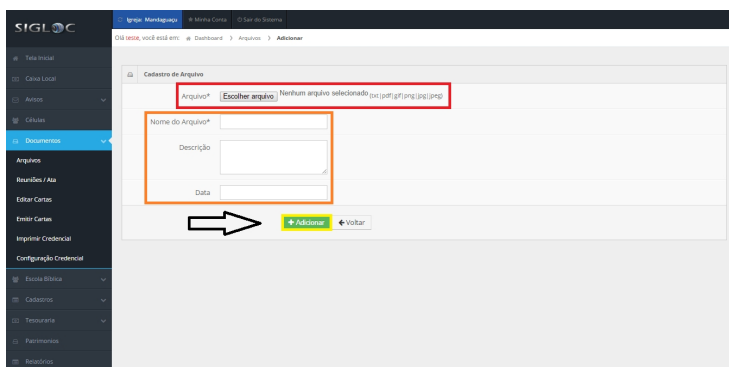 SIGLOC
Igreja: Mandaguaçu Minha Conta Sair do Sistema
Olá tesce, você está em: Dashboard > Arquivos > Adicionar
Tela Inicial
Caixa Local
Avisos
Células
Documentos
Arquivos
Reuniões / Ata
Editar Cartas
Emitir Cartas
Imprimir Credencial
Configuração Credencial
Escola Bíblica
Cadastros
Tesouraria
Patrimonios
Relatórios
Cadastro de Arquivo
Arquivo* Escolher arquivo Nenhum arquivo selecionado (txt|pdf|gif|png|jpg|jpeg)
Nome do Arquivo*
Descrição
Data
+ Adicionar Voltar